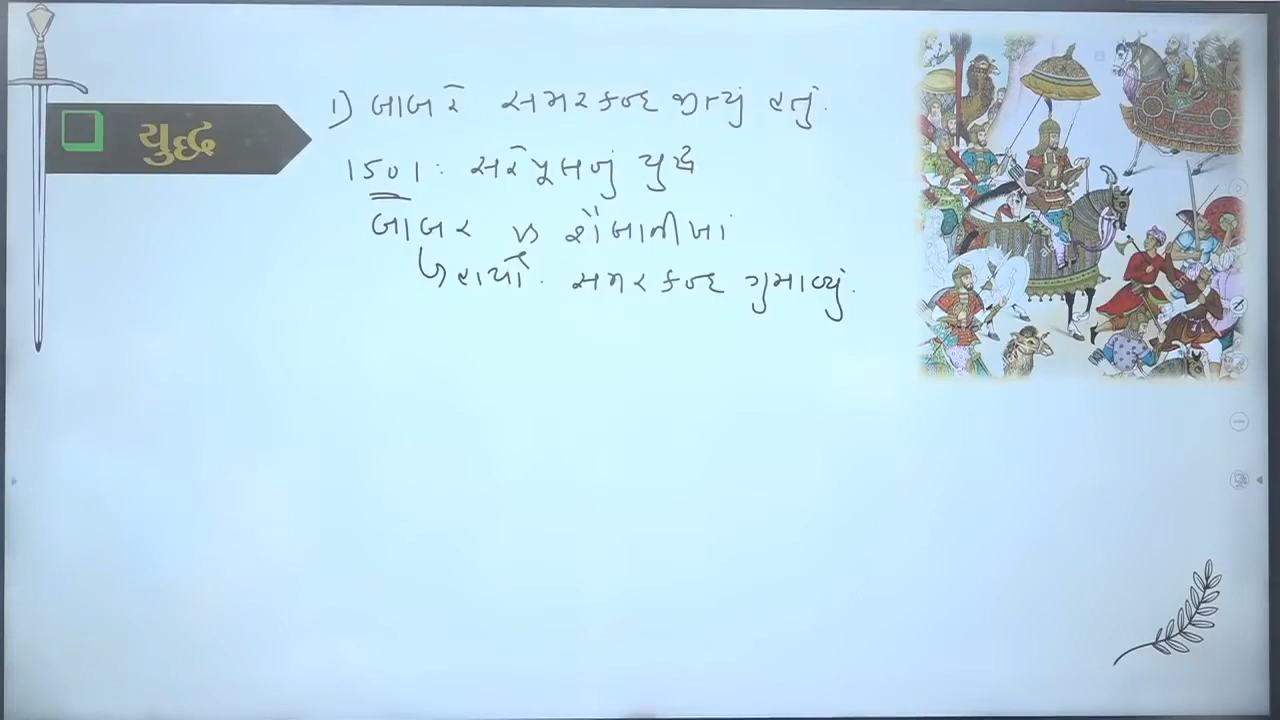 યુદ્ધ
1) બાબરે સમરકન્દ જીત્યું હતું.
1501: સરેપૂલનું યુદ્ધ
બાબર vs શૈબાનીખાં
હાર્યો. સમરકન્દ ગુમાવ્યું.